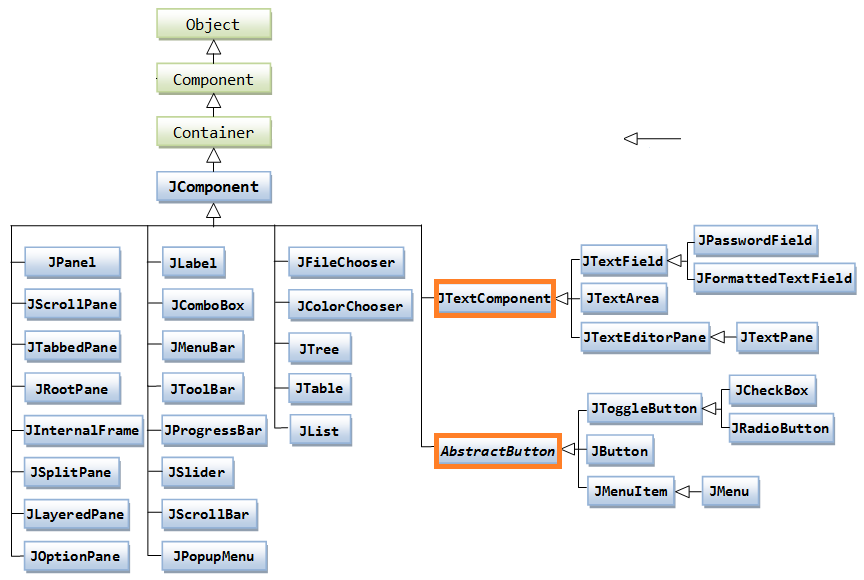 Object
Component
Container
JComponent
JPanel
JScrollPane
JTabbedPane
JRootPane
JInternalFrame
JSplitPane
JLayeredPane
JOptionPane
JLabel
JComboBox
JMenuBar
JToolBar
JProgressBar
JSlider
JScrollBar
JPopupMenu
JFileChooser
JColorChooser
JTree
JTable
JList
JTextComponent
JTextField
JPasswordField
JFormattedTextField
JTextArea
JTextEditorPane
JTextPane
AbstractButton
JToggleButton
JCheckBox
JRadioButton
JButton
JMenuItem
JMenu